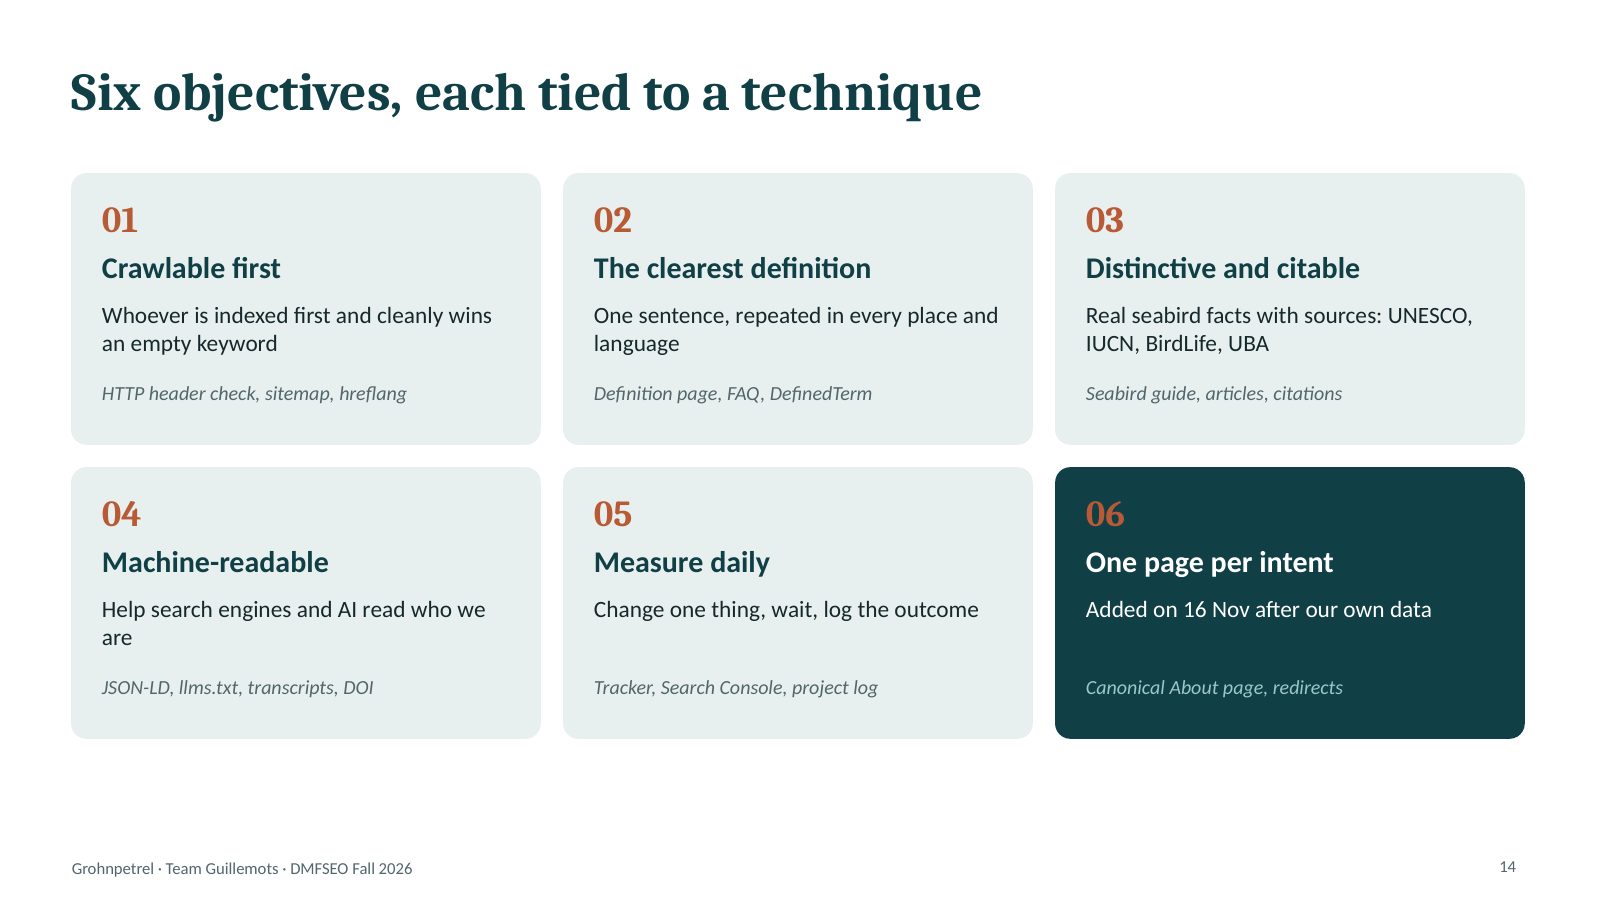 Six objectives, each tied to a technique
01
Crawlable first
Whoever is indexed first and cleanly wins
an empty keyword
HTTP header check, sitemap, hreflang
02
The clearest definition
One sentence, repeated in every place and
language
Definition page, FAQ, DefinedTerm
03
Distinctive and citable
Real seabird facts with sources: UNESCO,
IUCN, BirdLife, UBA
Seabird guide, articles, citations
04
Machine-readable
Help search engines and AI read who we
are
JSON-LD, llms.txt, transcripts, DOI
05
Measure daily
Change one thing, wait, log the outcome
Tracker, Search Console, project log
06
One page per intent
Added on 16 Nov after our own data
Canonical About page, redirects
Grohnpetrel · Team Guillemots · DMFSEO Fall 2026
14